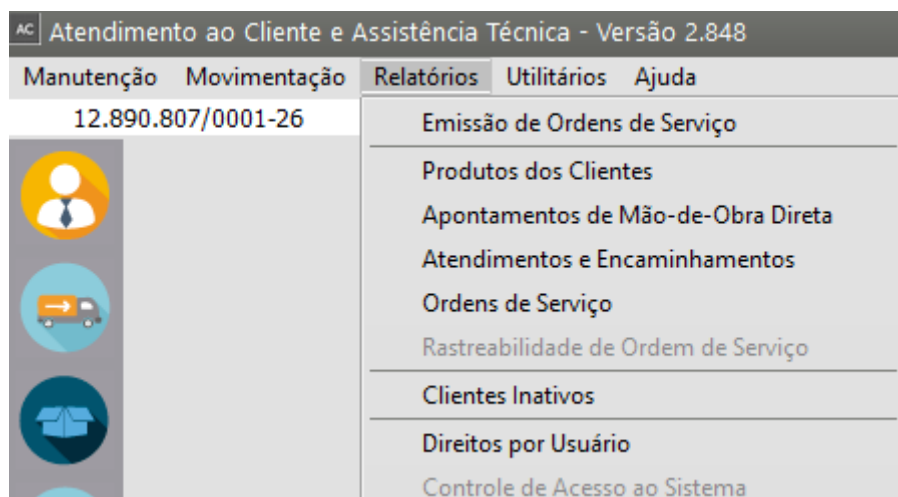 AC Atendimento ao Cliente e Assistência Técnica - Versão 2.848
Manutenção Movimentação Relatórios Utilitários Ajuda
12.890.807/0001-26
Emissão de Ordens de Serviço
Produtos dos Clientes
Apontamentos de Mão-de-Obra Direta
Atendimentos e Encaminhamentos
Ordens de Serviço
Rastreabilidade de Ordem de Serviço
Clientes Inativos
Direitos por Usuário
Controle de Acesso ao Sistema